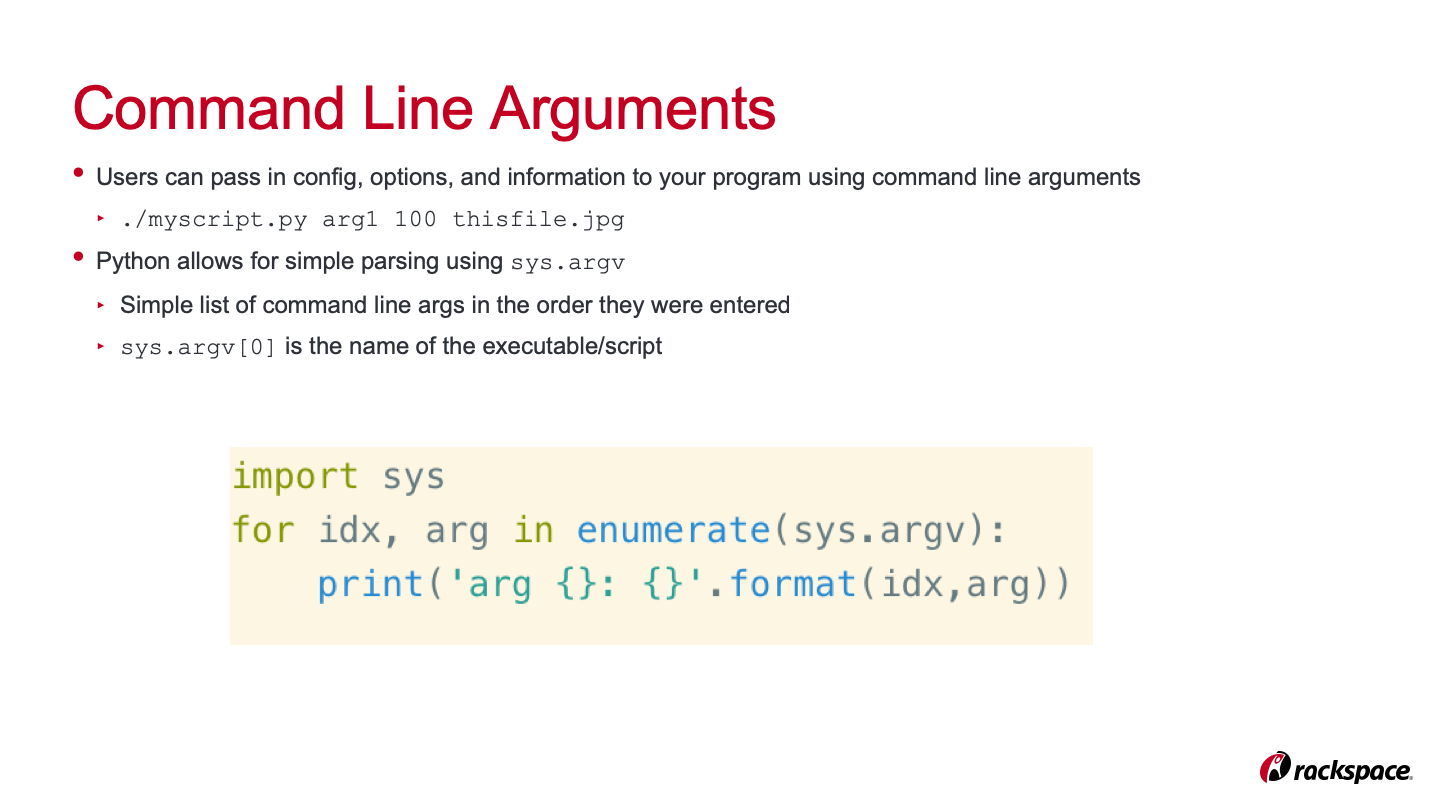 Command Line Arguments
• Users can pass in config, options, and information to your program using command line arguments
‣ ./myscript.py arg1 100 thisfile.jpg
• Python allows for simple parsing using sys.argv
‣ Simple list of command line args in the order they were entered
‣ sys.argv[0] is the name of the executable/script
import sys
for idx, arg in enumerate(sys.argv):
    print('arg {}: {}'.format(idx,arg))
rackspace.